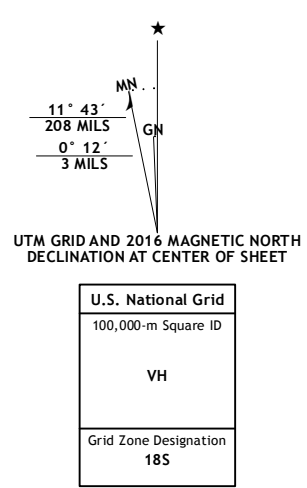 ★
MN
11° 43´
208 MILS
GN
0° 12´
3 MILS
UTM GRID AND 2016 MAGNETIC NORTH
DECLINATION AT CENTER OF SHEET
U.S. National Grid
100,000-m Square ID
VH
Grid Zone Designation
18S